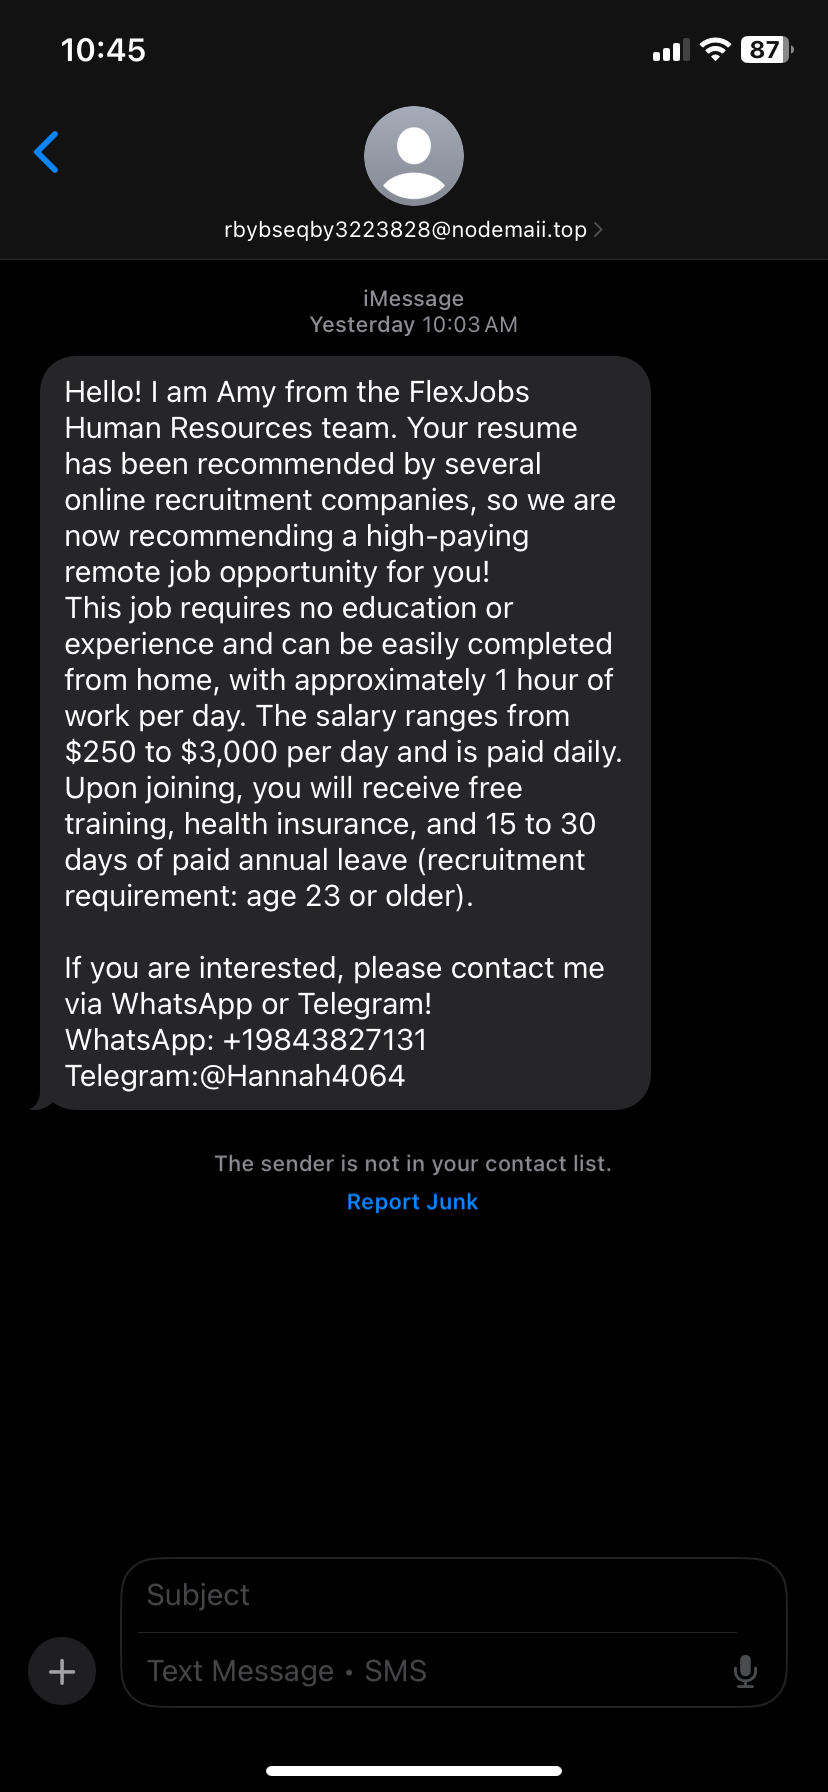 10:45
87
rbybseqby3223828@nodemaii.top
iMessage
Yesterday 10:03 AM
Hello! I am Amy from the FlexJobs
Human Resources team. Your resume
has been recommended by several
online recruitment companies, so we are
now recommending a high-paying
remote job opportunity for you!
This job requires no education or
experience and can be easily completed
from home, with approximately 1 hour of
work per day. The salary ranges from
$250 to $3,000 per day and is paid daily.
Upon joining, you will receive free
training, health insurance, and 15 to 30
days of paid annual leave (recruitment
requirement: age 23 or older).
If you are interested, please contact me
via WhatsApp or Telegram!
WhatsApp: +19843827131
Telegram:@Hannah4064
The sender is not in your contact list.
Report Junk
Subject
Text Message • SMS